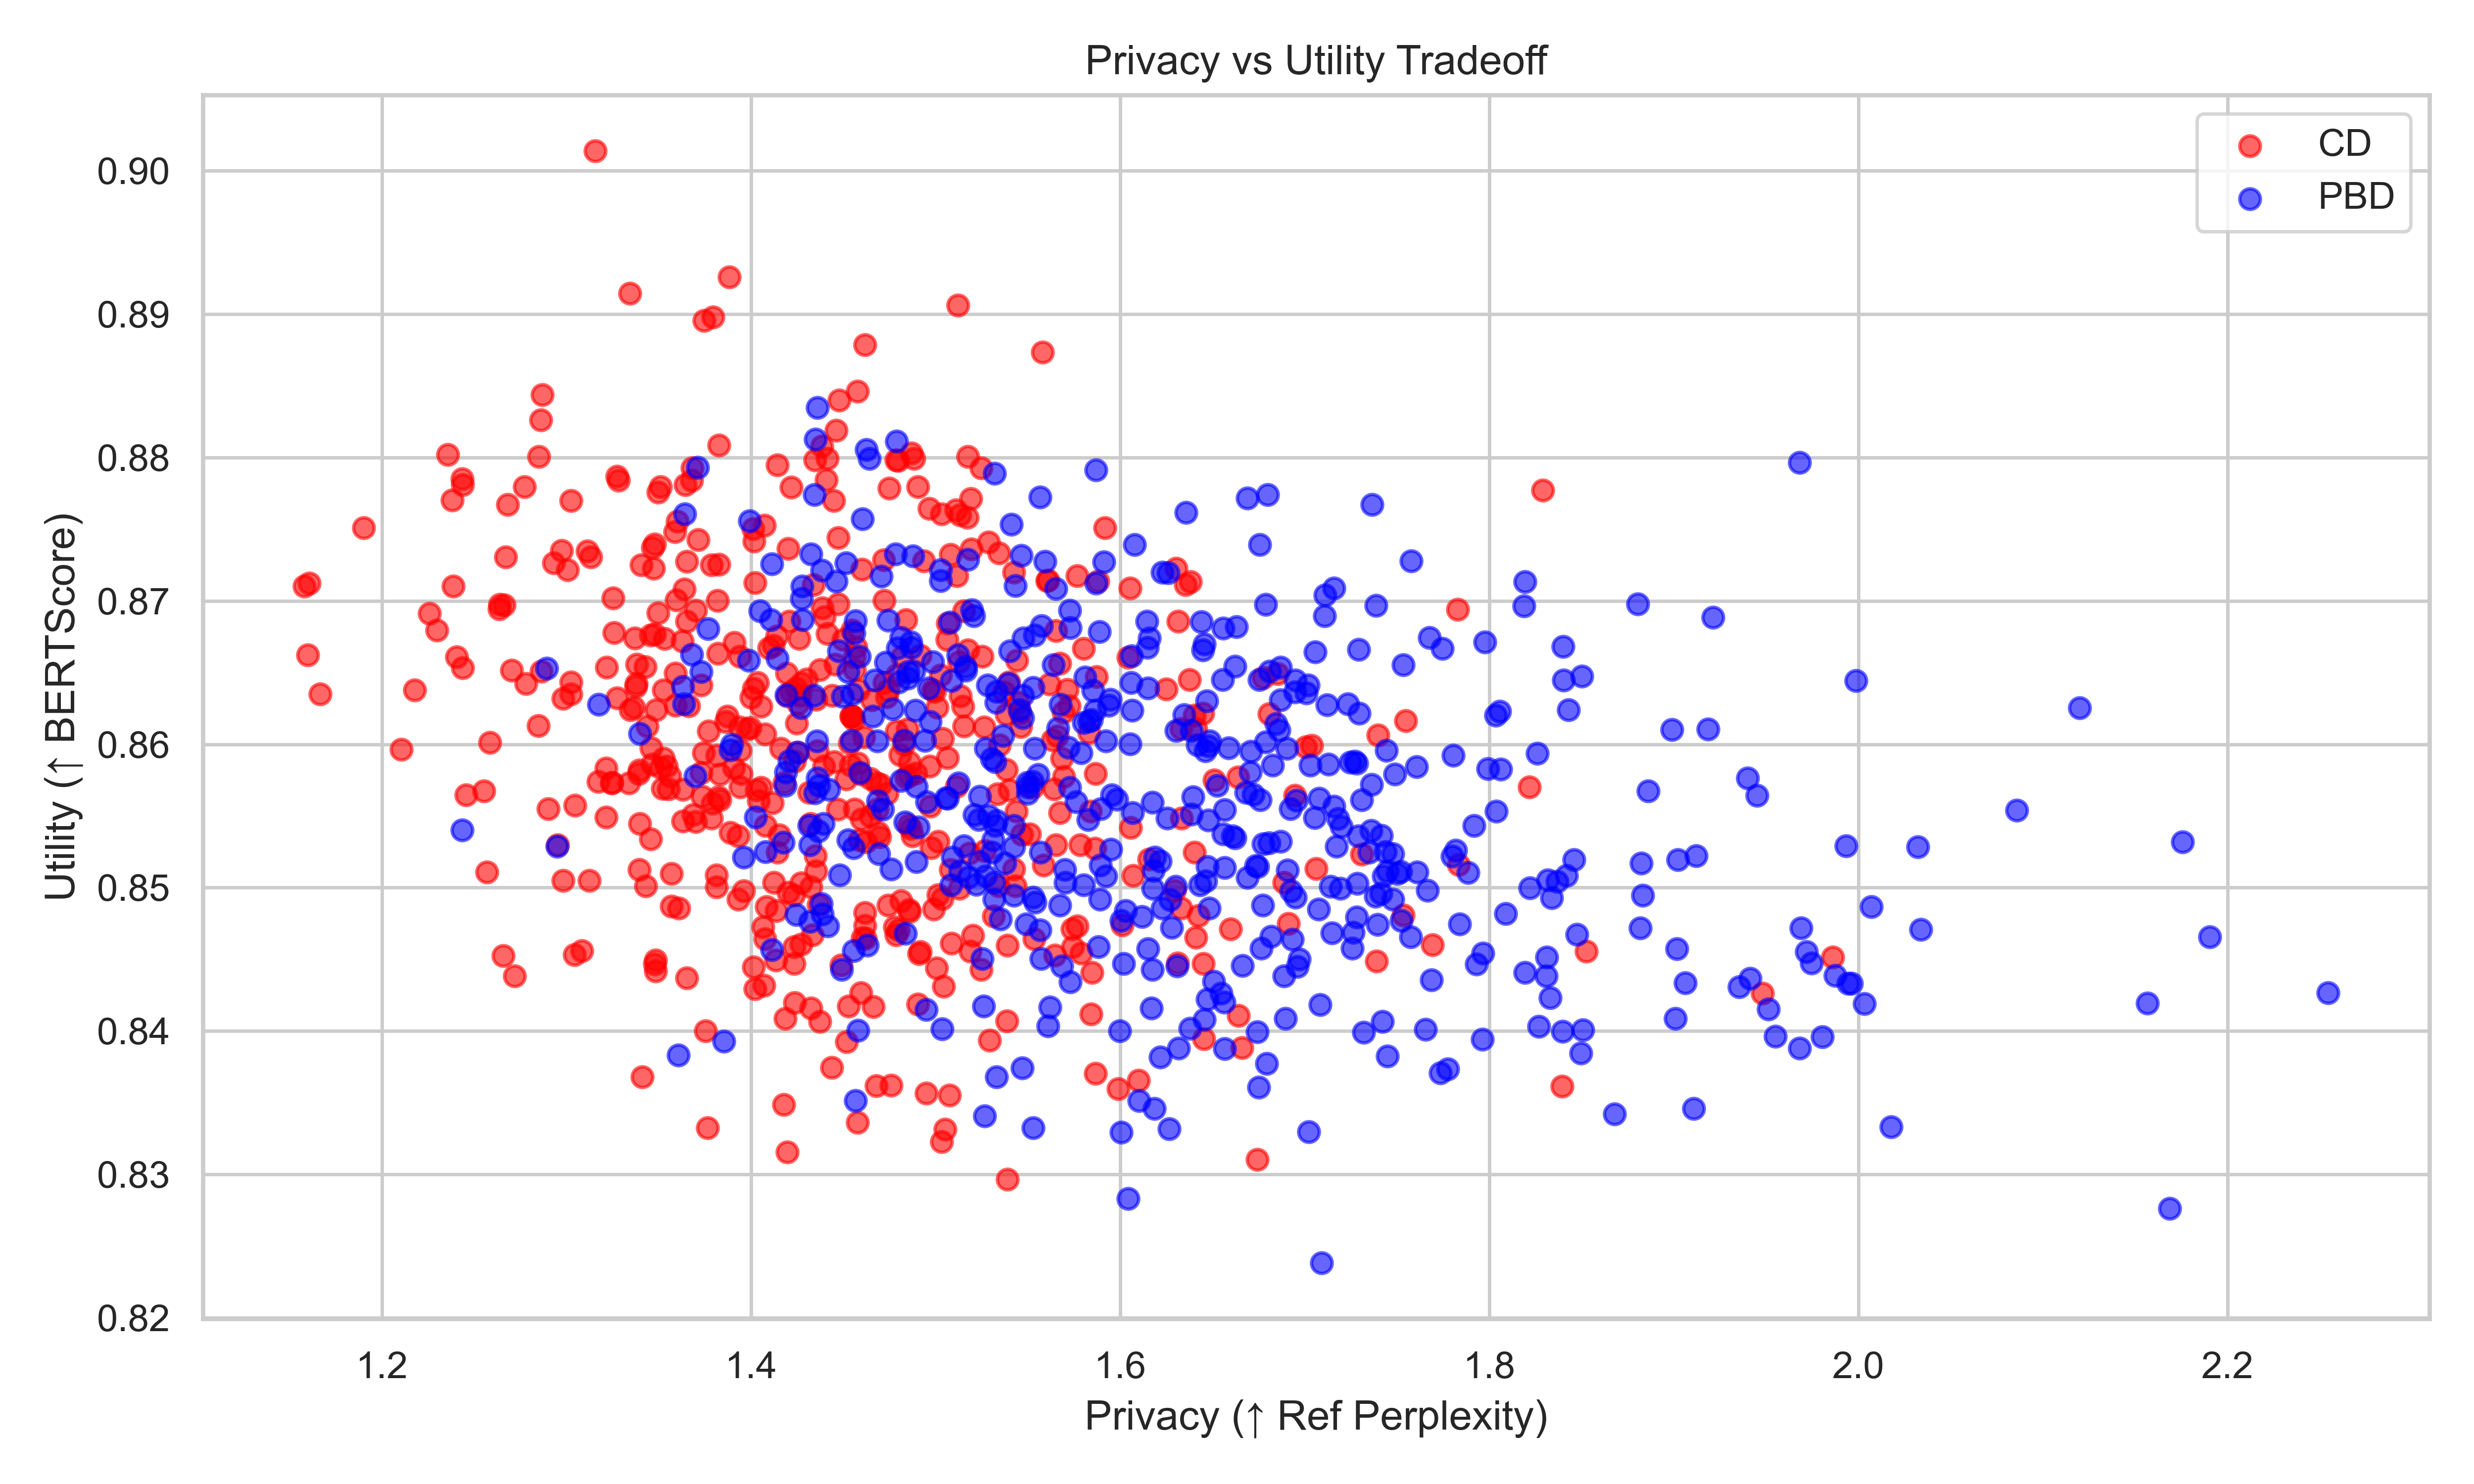 Privacy vs Utility Tradeoff
CD
PBD
Utility (↑ BERTScore)
0.90
0.89
0.88
0.87
0.86
0.85
0.84
0.83
0.82
1.2 1.4 1.6 1.8 2.0 2.2
Privacy (↑ Ref Perplexity)